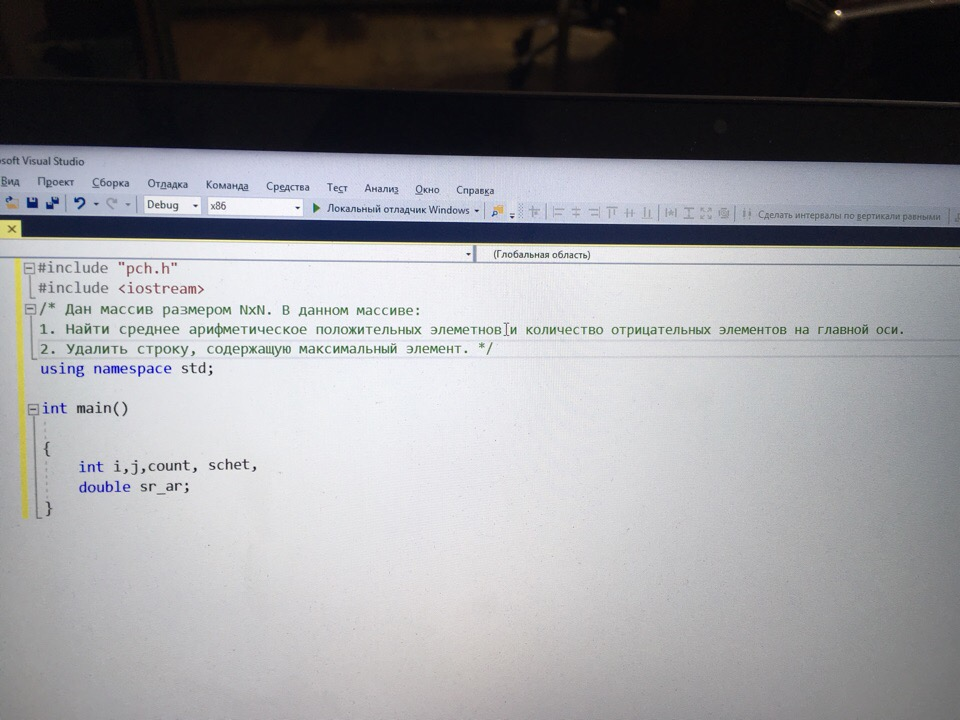 soft Visual Studio
Вид Проект Сборка Отладка Команда Средства Тест Анализ Окно Справка
Debug x86 Локальный отладчик Windows Сделать интервалы по вертикали равными
(Глобальная область)
#include "pch.h"
#include <iostream>
/* Дан массив размером NxN. В данном массиве:
1. Найти среднее арифметическое положительных элеметнов и количество отрицательных элементов на главной оси.
2. Удалить строку, содержащую максимальный элемент. */
using namespace std;
int main()
{
int i,j,count, schet,
double sr_ar;
}